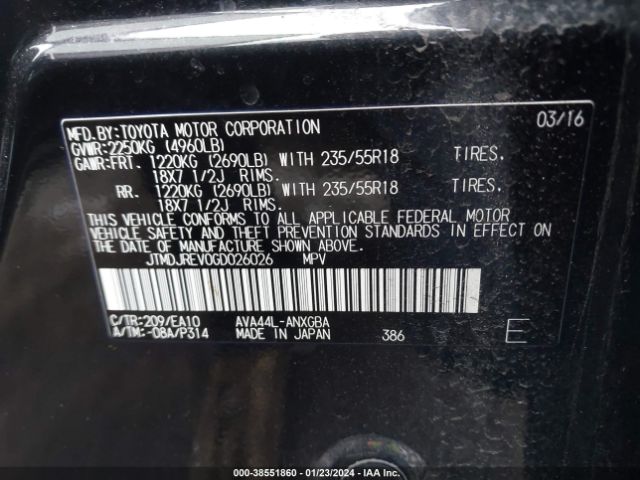 MFD.BY:TOYOTA MOTOR CORPORATION 03/16
GVWR:2250KG (4960LB)
GAWR:FRT. 1220KG (2690LB) WITH 235/55R18 TIRES.
18X7 1/2J RIMS.
RR. 1220KG (2690LB) WITH 235/55R18 TIRES.
18X7 1/2J RIMS.
THIS VEHICLE CONFORMS TO ALL APPLICABLE FEDERAL MOTOR
VEHICLE SAFETY AND THEFT PREVENTION STANDARDS IN EFFECT ON
THE DATE OF MANUFACTURE SHOWN ABOVE.
JTMDJREV0GD026026 MPV
C/TR:209/EA10 AVA44L-ANXGBA
A/TM:-08A/P314 MADE IN JAPAN 386 E
000-38551860 - 01/23/2024 - IAA Inc.